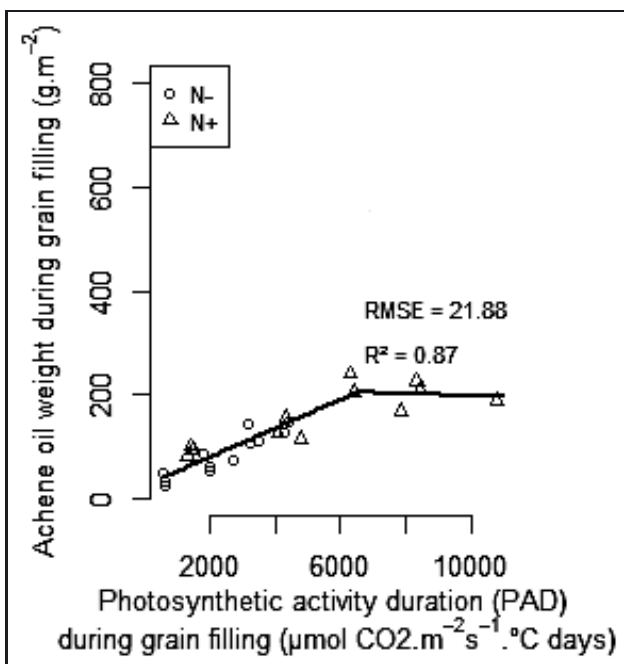 Achene oil weight during grain filling (g.m⁻²)
800
600
400
200
0
N-
N+
RMSE = 21.88
R² = 0.87
2000 6000 10000
Photosynthetic activity duration (PAD)
during grain filling (µmol CO2.m⁻²s⁻¹.°C days)